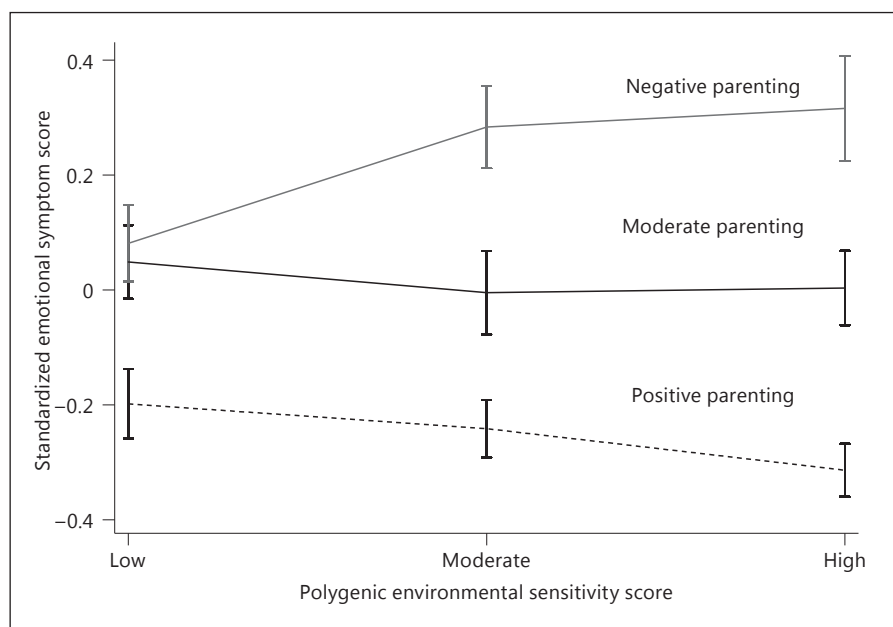 0.4
0.2
0
−0.2
−0.4
Standardized emotional symptom score
Negative parenting
Moderate parenting
Positive parenting
Low
Moderate
High
Polygenic environmental sensitivity score